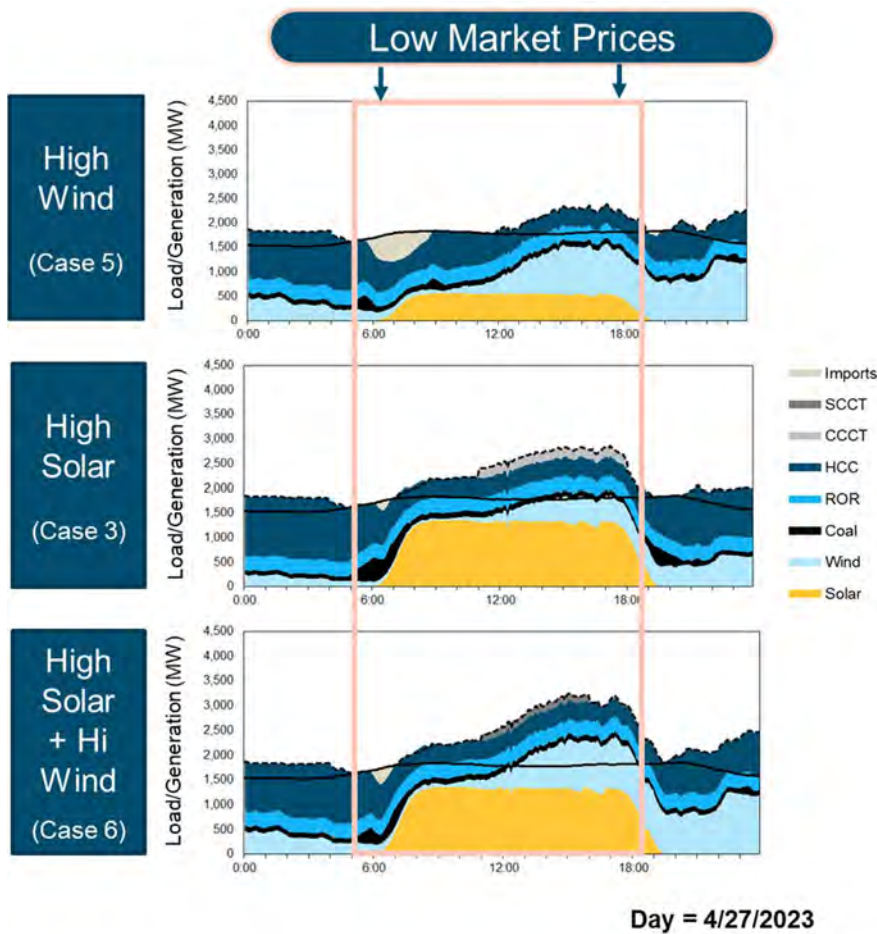 Low Market Prices
High
Wind
(Case 5)
Load/Generation (MW)
4,500
4,000
3,500
3,000
2,500
2,000
1,500
1,000
500
0
0:00
6:00
12:00
18:00
High
Solar
(Case 3)
Load/Generation (MW)
4,500
4,000
3,500
3,000
2,500
2,000
1,500
1,000
500
0
0:00
6:00
12:00
18:00
Imports
SCCT
CCCT
HCC
ROR
Coal
Wind
Solar
High
Solar
+ Hi
Wind
(Case 6)
Load/Generation (MW)
4,500
4,000
3,500
3,000
2,500
2,000
1,500
1,000
500
0
0:00
6:00
12:00
18:00
Day = 4/27/2023